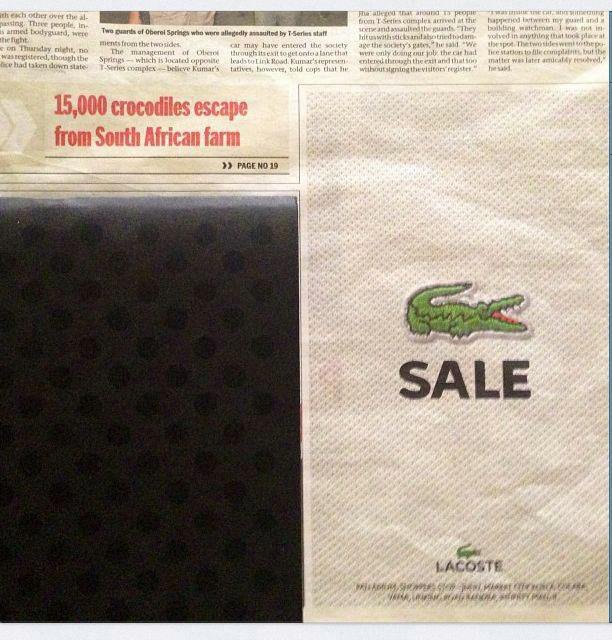 with each other over the al-
passing. Three people, in-
s armed bodyguard, were
the fight.
e on Thursday night, no
was registered, though the
lice had taken down state-
Two guards of Oberoi Springs who were allegedly assaulted by T-Series staff
ments from the two sides.
The management of Oberoi
Springs — which is located opposite
T-Series complex — believe Kumar's
car may have entered the society
through its exit to get onto a lane that
leads to Link Road. Kumar's represen-
tatives, however, told cops that he
alleged that around 15 people
from T-Series complex arrived at the
scene and assaulted the guards. "They
hit us with sticks and also tried to dam-
age the society's gates," he said. "We
were only doing our job: the car had
entered through the exit and that too
without signing the visitors' register."
happened between my guard and a
building watchman. I was not in-
volved in anything that took place at
the spot. The two sides went to the po-
lice station to file complaints, but the
matter was later amicably resolved,"
he said.
15,000 crocodiles escape
from South African farm
PAGE NO 19
SALE
LACOSTE